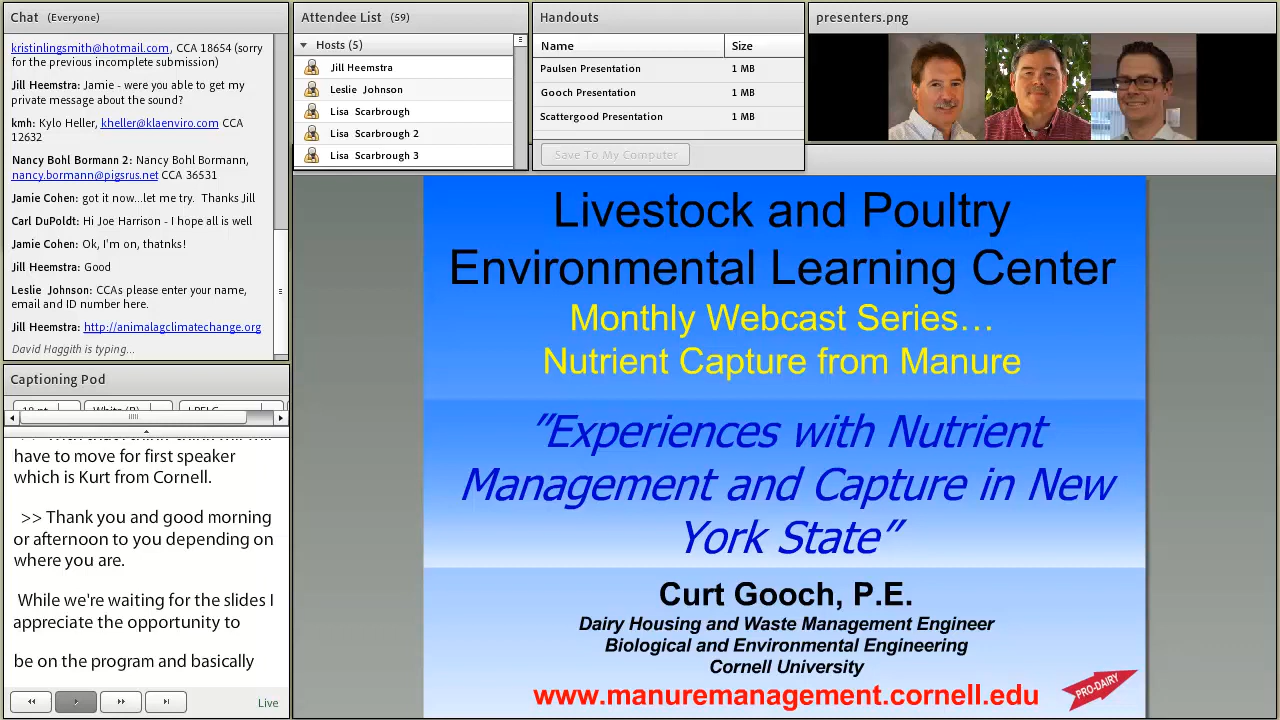 Chat (Everyone)
kristinlingsmith@hotmail.com, CCA 18654 (sorry
for the previous incomplete submission)
Jill Heemstra: Jamie - were you able to get my
private message about the sound?
kmh: Kylo Heller, kheller@klaenviro.com CCA
12632
Nancy Bohl Bormann 2: Nancy Bohl Bormann,
nancy.bormann@pigsrus.net CCA 36531
Jamie Cohen: got it now...let me try. Thanks Jill
Carl DuPoldt: Hi Joe Harrison - I hope all is well
Jamie Cohen: Ok, I'm on, thatnks!
Jill Heemstra: Good
Leslie Johnson: CCAs please enter your name,
email and ID number here.
Jill Heemstra: http://animalagclimatechange.org
David Haggith is typing...
Captioning Pod
have to move for first speaker
which is Kurt from Cornell.
>> Thank you and good morning
or afternoon to you depending on
where you are.
While we're waiting for the slides I
appreciate the opportunity to
be on the program and basically
Live
Attendee List (59)
Hosts (5)
Jill Heemstra
Leslie Johnson
Lisa Scarbrough
Lisa Scarbrough 2
Lisa Scarbrough 3
Handouts
Name Size
Paulsen Presentation 1 MB
Gooch Presentation 1 MB
Scattergood Presentation 1 MB
Save To My Computer
presenters.png
Livestock and Poultry
Environmental Learning Center
Monthly Webcast Series…
Nutrient Capture from Manure
"Experiences with Nutrient
Management and Capture in New
York State"
Curt Gooch, P.E.
Dairy Housing and Waste Management Engineer
Biological and Environmental Engineering
Cornell University
www.manuremanagement.cornell.edu
PRO-DAIRY